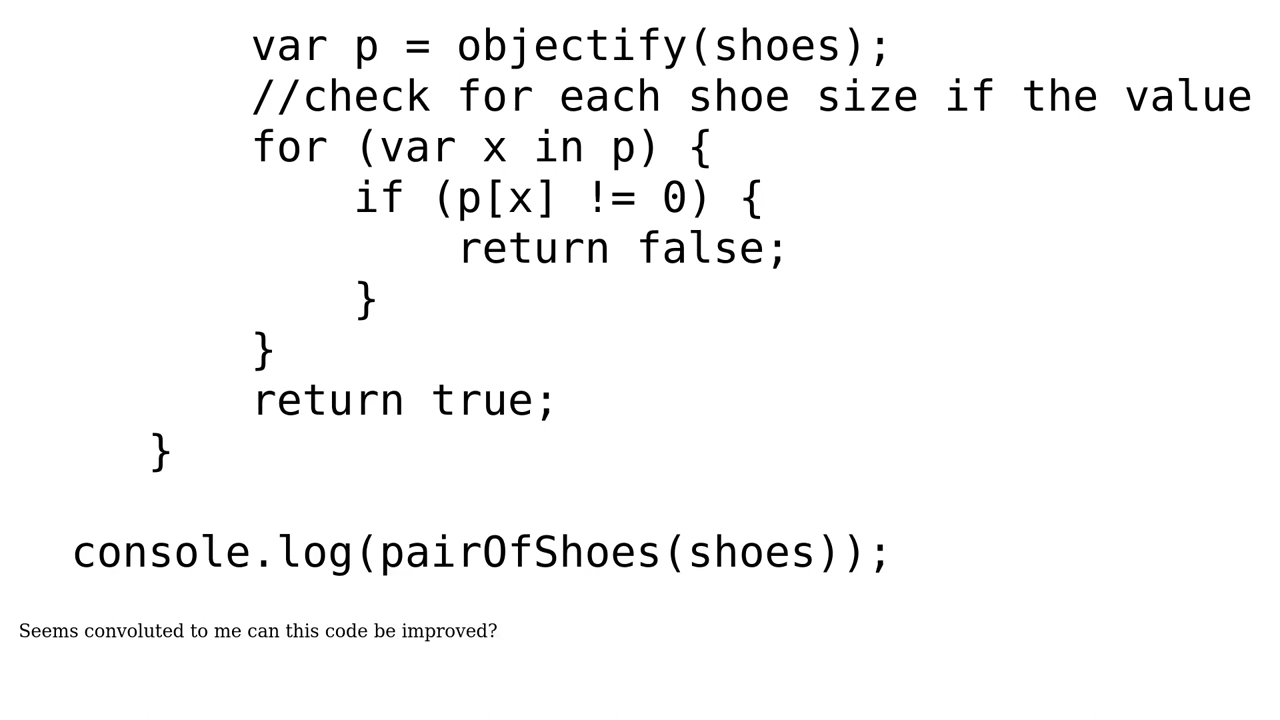 var p = objectify(shoes);
//check for each shoe size if the value
for (var x in p) {
if (p[x] != 0) {
return false;
}
}
return true;
}
console.log(pairOfShoes(shoes));
Seems convoluted to me can this code be improved?